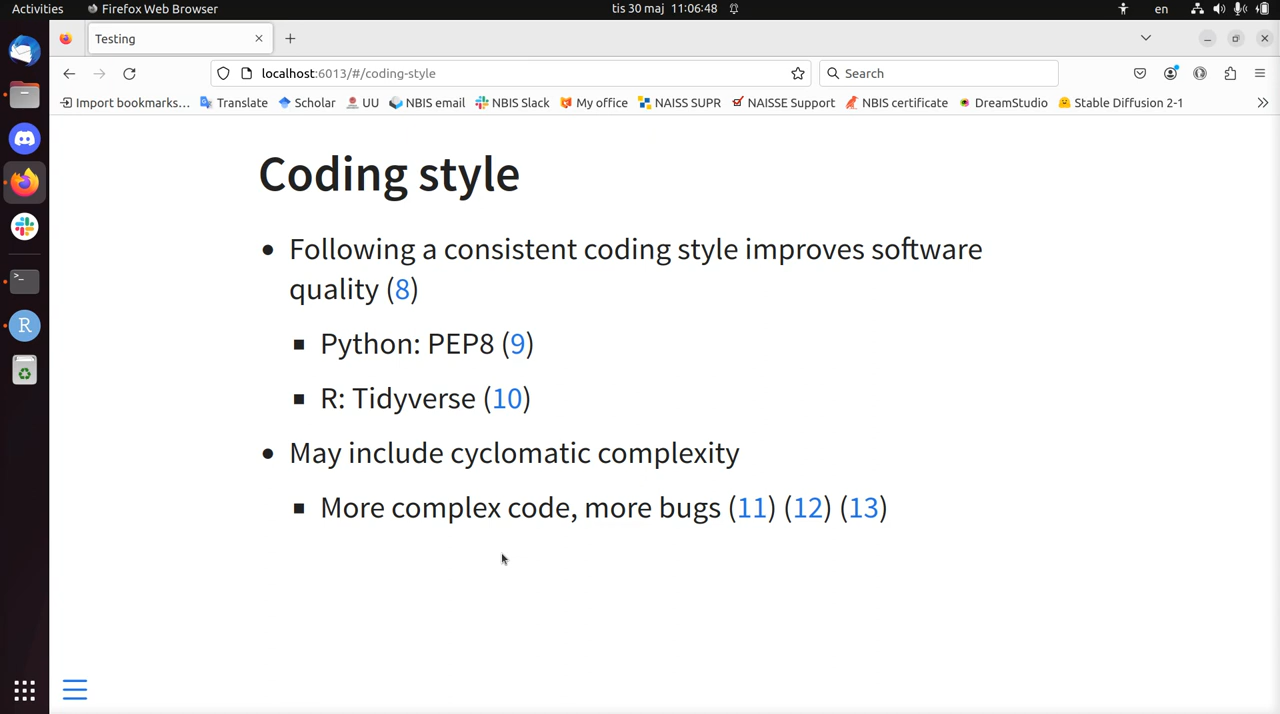 Activities Firefox Web Browser tis 30 maj 11:06:48 en
Testing
localhost:6013/#/coding-style Search
Import bookmarks... Translate Scholar UU NBIS email NBIS Slack My office NAISS SUPR NAISSE Support NBIS certificate DreamStudio Stable Diffusion 2-1
Coding style
Following a consistent coding style improves software
quality (8)
Python: PEP8 (9)
R: Tidyverse (10)
May include cyclomatic complexity
More complex code, more bugs (11) (12) (13)